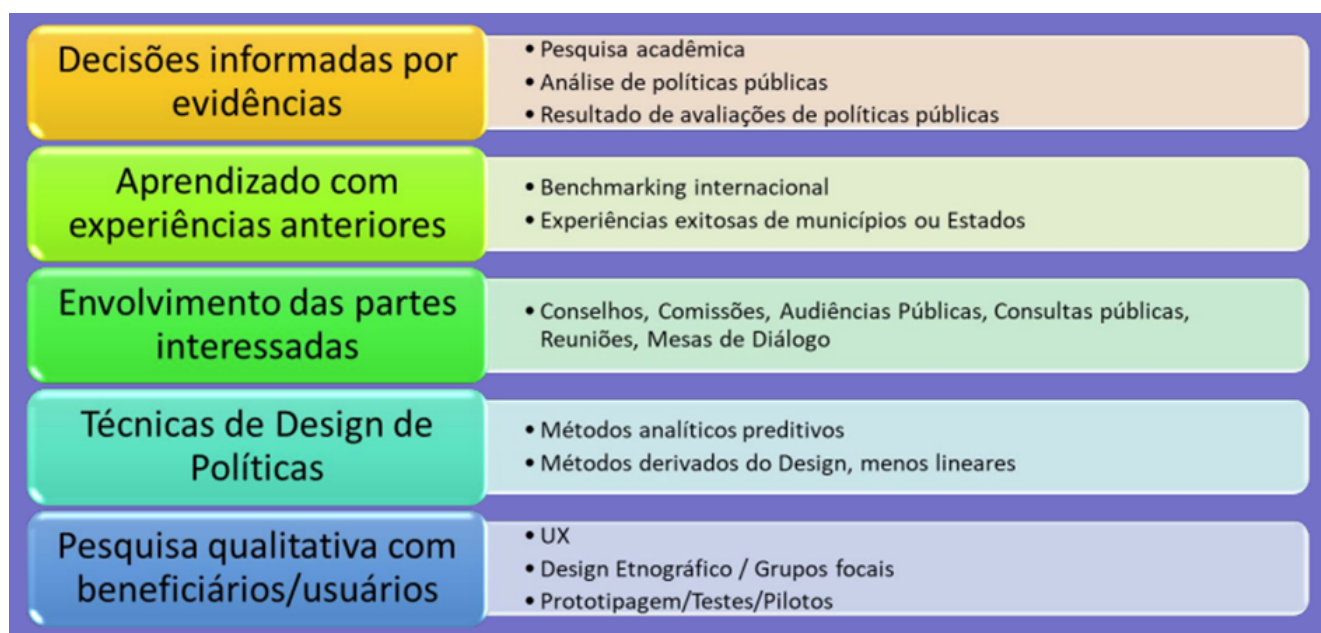 Decisões informadas por
evidências
• Pesquisa acadêmica
• Análise de políticas públicas
• Resultado de avaliações de políticas públicas
Aprendizado com
experiências anteriores
• Benchmarking internacional
• Experiências exitosas de municípios ou Estados
Envolvimento das partes
interessadas
• Conselhos, Comissões, Audiências Públicas, Consultas públicas,
Reuniões, Mesas de Diálogo
Técnicas de Design de
Políticas
• Métodos analíticos preditivos
• Métodos derivados do Design, menos lineares
Pesquisa qualitativa com
beneficiários/usuários
• UX
• Design Etnográfico / Grupos focais
• Prototipagem/Testes/Pilotos